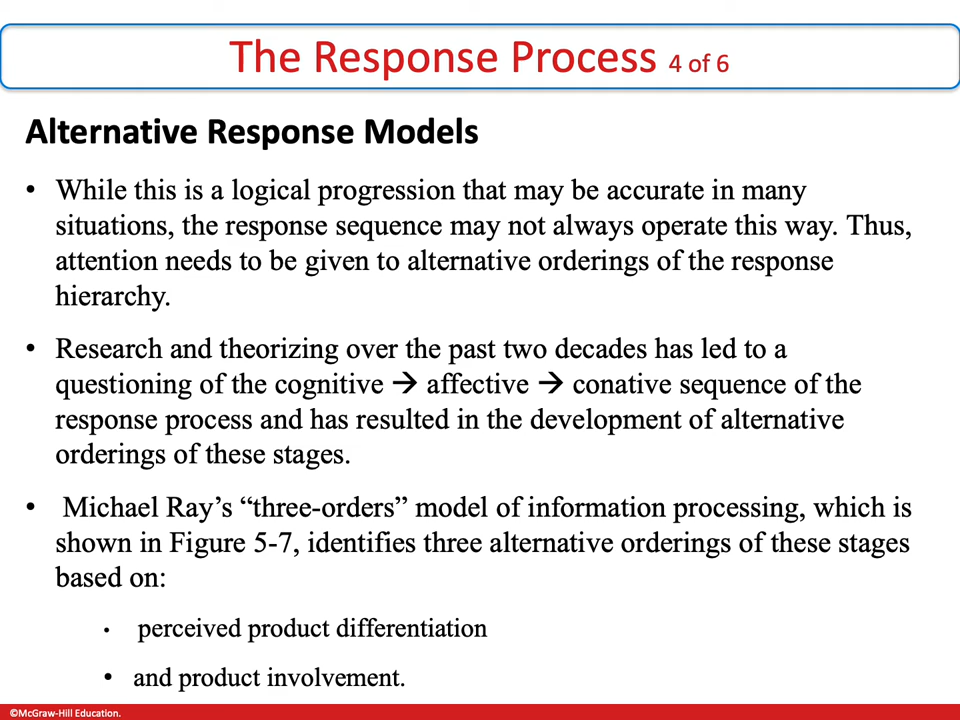 The Response Process 4 of 6
Alternative Response Models
• While this is a logical progression that may be accurate in many
situations, the response sequence may not always operate this way. Thus,
attention needs to be given to alternative orderings of the response
hierarchy.
• Research and theorizing over the past two decades has led to a
questioning of the cognitive → affective → conative sequence of the
response process and has resulted in the development of alternative
orderings of these stages.
• Michael Ray’s “three-orders” model of information processing, which is
shown in Figure 5-7, identifies three alternative orderings of these stages
based on:
• perceived product differentiation
• and product involvement.
©McGraw-Hill Education.